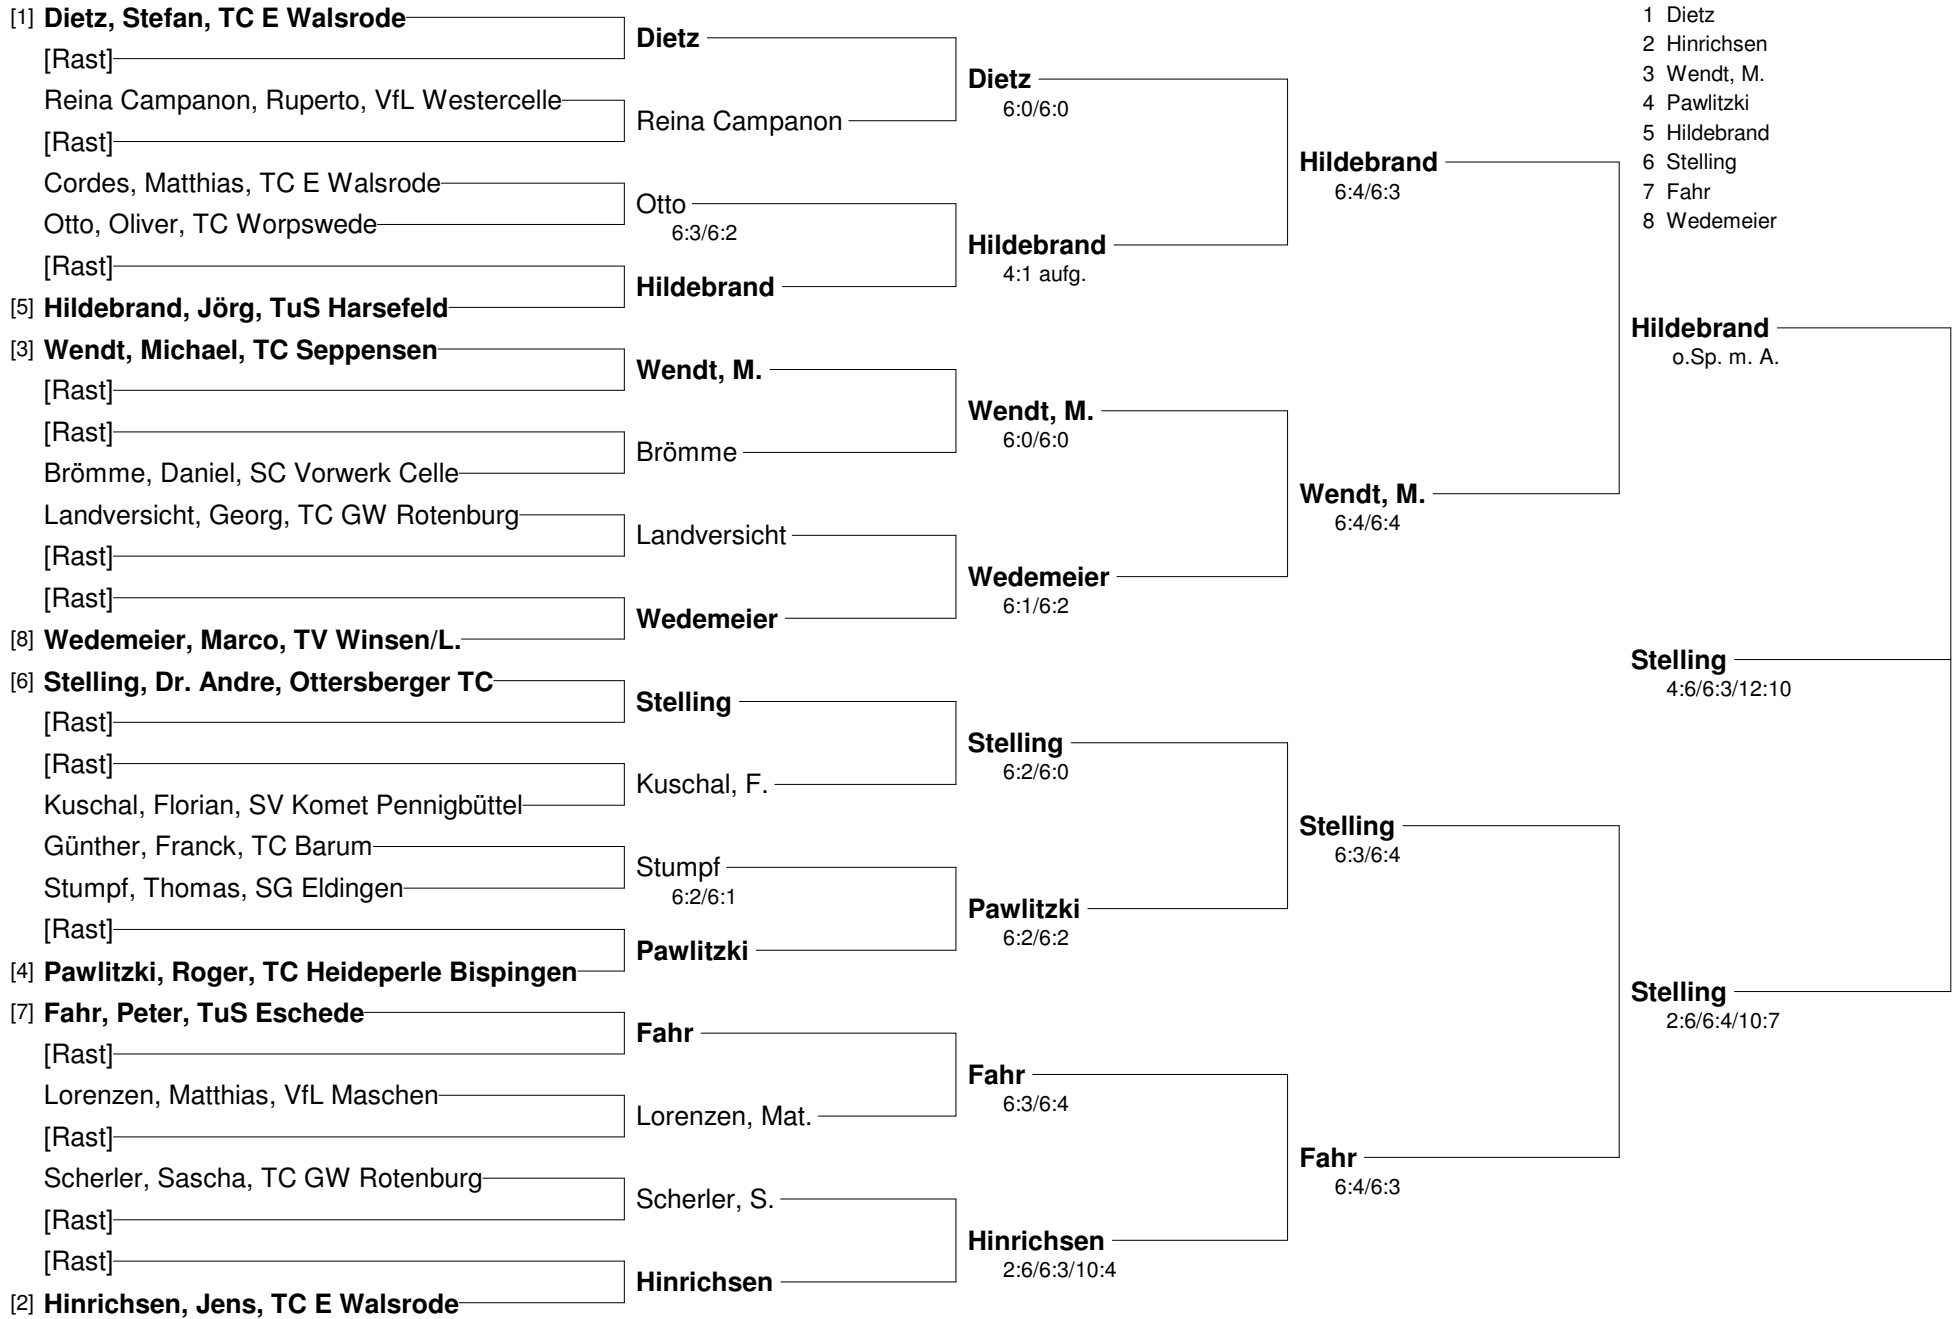 [1] Dietz, Stefan, TC E Walsrode
[Rast]
Reina Campanon, Ruperto, VfL Westercelle
[Rast]
Cordes, Matthias, TC E Walsrode
Otto, Oliver, TC Worpswede
[Rast]
[5] Hildebrand, Jörg, TuS Harsefeld
[3] Wendt, Michael, TC Seppensen
[Rast]
[Rast]
Brömme, Daniel, SC Vorwerk Celle
Landversicht, Georg, TC GW Rotenburg
[Rast]
[Rast]
[8] Wedemeier, Marco, TV Winsen/L.
[6] Stelling, Dr. Andre, Ottersberger TC
[Rast]
[Rast]
Kuschal, Florian, SV Komet Pennigbüttel
Günther, Franck, TC Barum
Stumpf, Thomas, SG Eldingen
[Rast]
[4] Pawlitzki, Roger, TC Heideperle Bispingen
[7] Fahr, Peter, TuS Eschede
[Rast]
Lorenzen, Matthias, VfL Maschen
[Rast]
Scherler, Sascha, TC GW Rotenburg
[Rast]
[Rast]
[2] Hinrichsen, Jens, TC E Walsrode
Dietz
Reina Campanon
Otto
6:3/6:2
Hildebrand
Wendt, M.
Brömme
Landversicht
Wedemeier
Stelling
Kuschal, F.
Stumpf
6:2/6:1
Pawlitzki
Fahr
Lorenzen, Mat.
Scherler, S.
Hinrichsen
Dietz
6:0/6:0
Hildebrand
4:1 aufg.
Wendt, M.
6:0/6:0
Wedemeier
6:1/6:2
Stelling
6:2/6:0
Pawlitzki
6:2/6:2
Fahr
6:3/6:4
Hinrichsen
2:6/6:3/10:4
Hildebrand
6:4/6:3
Wendt, M.
6:4/6:4
Stelling
6:3/6:4
Fahr
6:4/6:3
1 Dietz
2 Hinrichsen
3 Wendt, M.
4 Pawlitzki
5 Hildebrand
6 Stelling
7 Fahr
8 Wedemeier
Hildebrand
o.Sp. m. A.
Stelling
4:6/6:3/12:10
Stelling
2:6/6:4/10:7